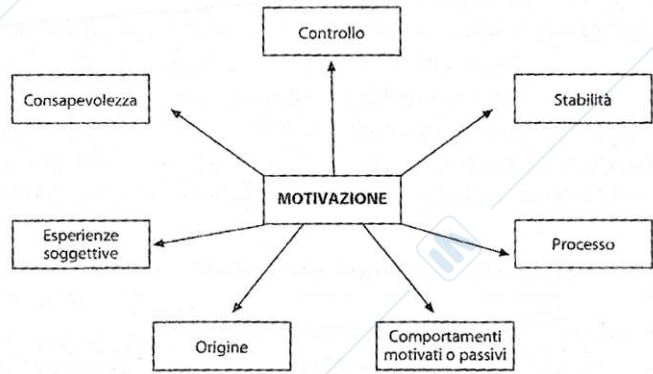 Controllo
Consapevolezza
Stabilità
MOTIVAZIONE
Esperienze
soggettive
Processo
Origine
Comportamenti
motivati o passivi